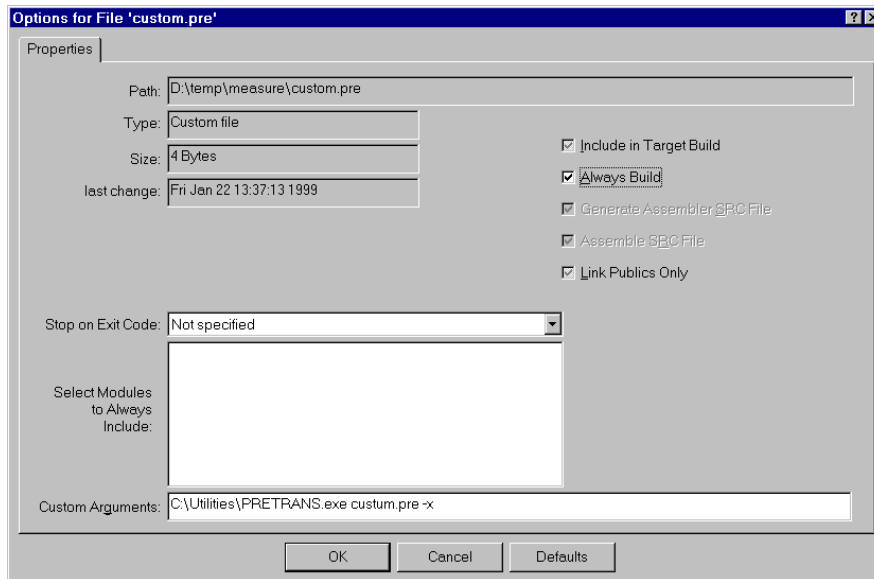 Options for File 'custom.pre'
Properties
Path: D:\temp\measure\custom.pre
Type: Custom file
Size: 4 Bytes
last change: Fri Jan 22 13:37:13 1999
Include in Target Build
Always Build
Generate Assembler SRC File
Assemble SRC File
Link Publics Only
Stop on Exit Code: Not specified
Select Modules
to Always
Include:
Custom Arguments: C:\Utilities\PRETRANS.exe custum.pre -x
OK Cancel Defaults